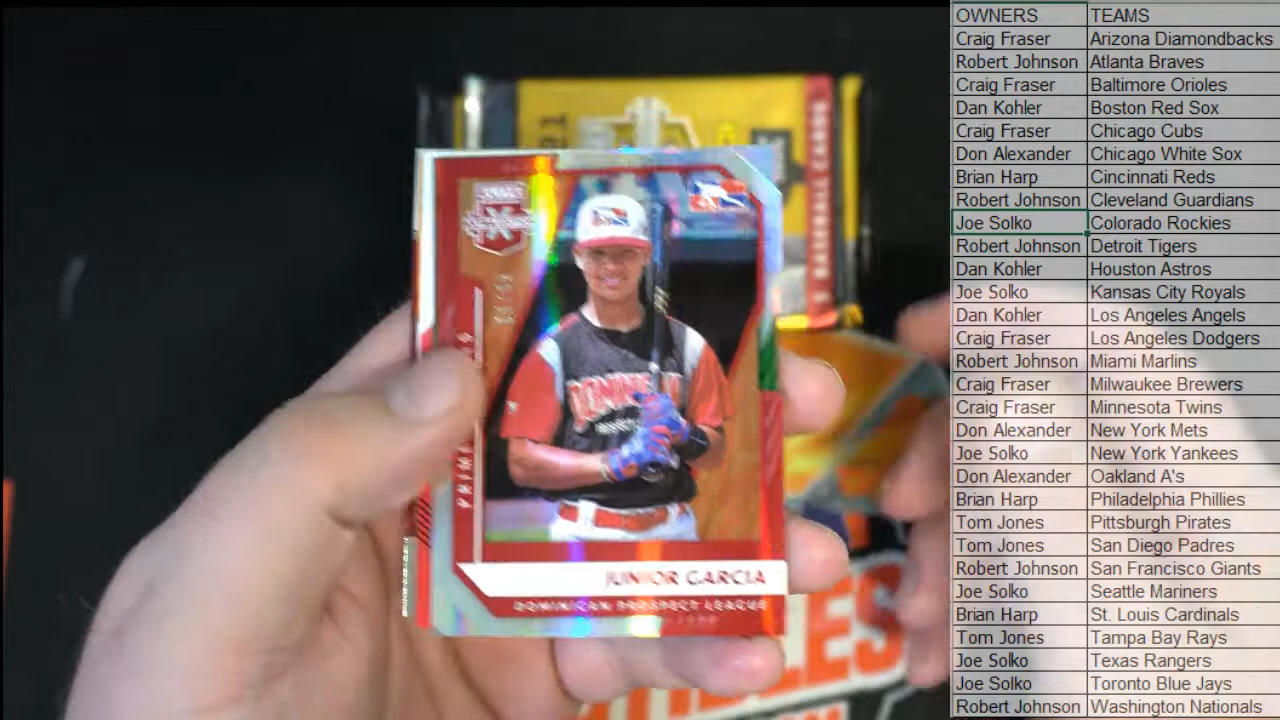 BASEBALL CARDS
JUNIOR GARCIA
DOMINICAN PROSPECT LEAGUE
OWNERS TEAMS
Craig Fraser Arizona Diamondbacks
Robert Johnson Atlanta Braves
Craig Fraser Baltimore Orioles
Dan Kohler Boston Red Sox
Craig Fraser Chicago Cubs
Don Alexander Chicago White Sox
Brian Harp Cincinnati Reds
Robert Johnson Cleveland Guardians
Joe Solko Colorado Rockies
Robert Johnson Detroit Tigers
Dan Kohler Houston Astros
Joe Solko Kansas City Royals
Dan Kohler Los Angeles Angels
Craig Fraser Los Angeles Dodgers
Robert Johnson Miami Marlins
Craig Fraser Milwaukee Brewers
Craig Fraser Minnesota Twins
Don Alexander New York Mets
Joe Solko New York Yankees
Don Alexander Oakland A's
Brian Harp Philadelphia Phillies
Tom Jones Pittsburgh Pirates
Tom Jones San Diego Padres
Robert Johnson San Francisco Giants
Joe Solko Seattle Mariners
Brian Harp St. Louis Cardinals
Tom Jones Tampa Bay Rays
Joe Solko Texas Rangers
Joe Solko Toronto Blue Jays
Robert Johnson Washington Nationals